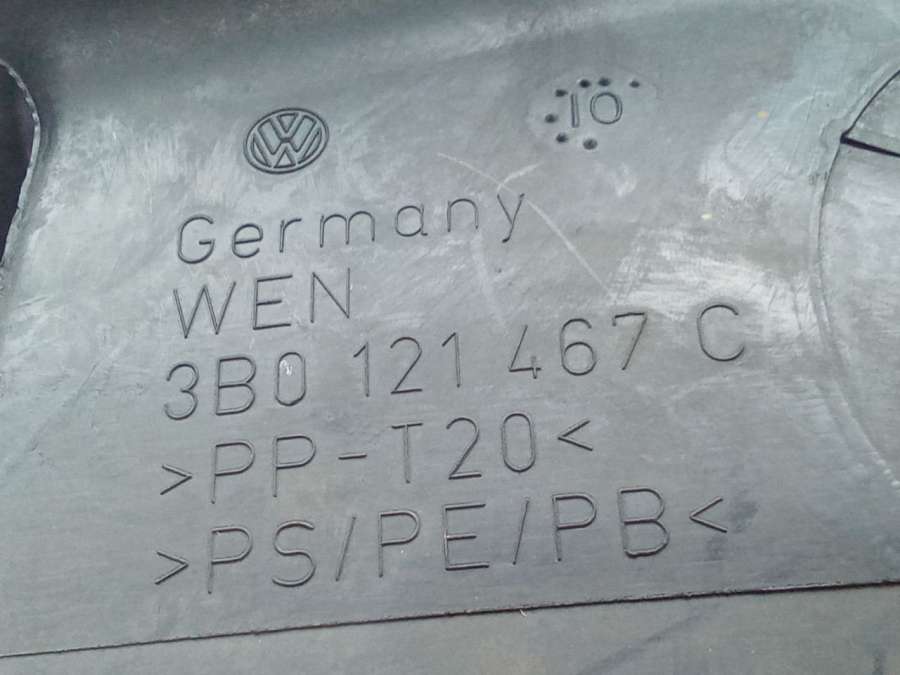 10
Germany
WEN
3B0 121 467 C
>PP-T20<
>PS/PE/PB<